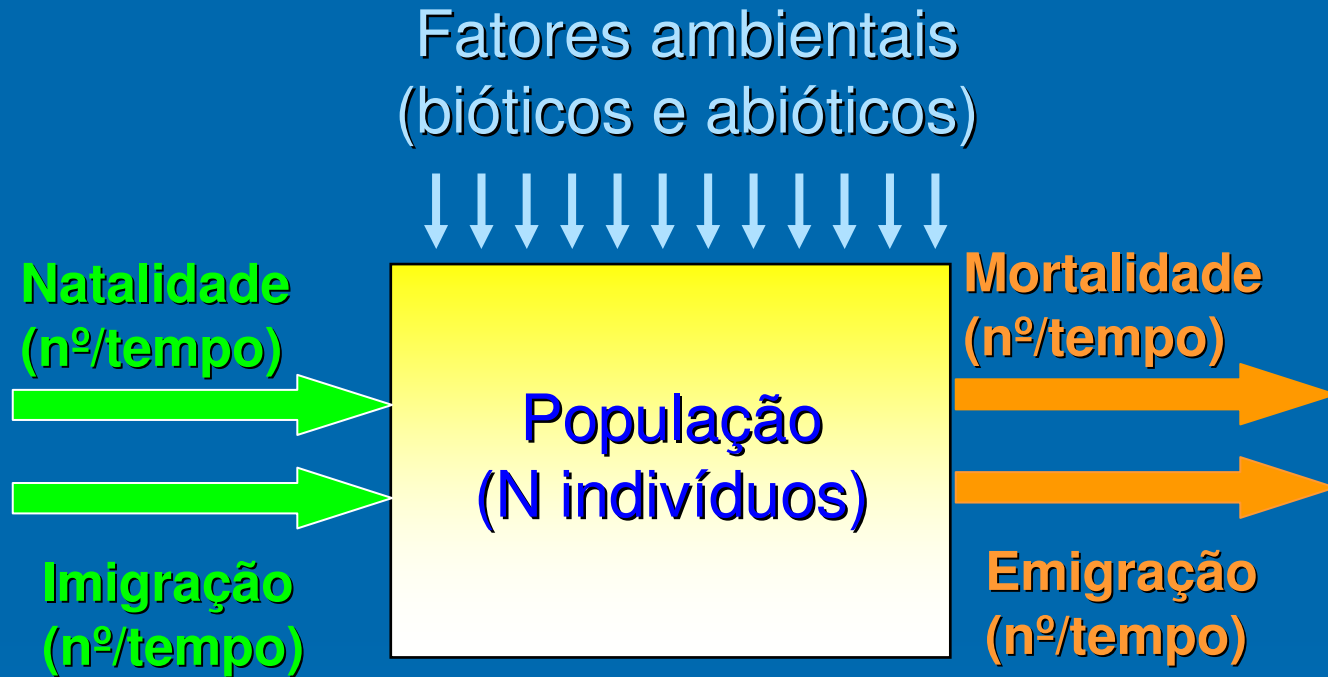 Fatores ambientais
(bióticos e abióticos)
Natalidade
(nº/tempo)
Mortalidade
(nº/tempo)
População
(N indivíduos)
Imigração
(nº/tempo)
Emigração
(nº/tempo)